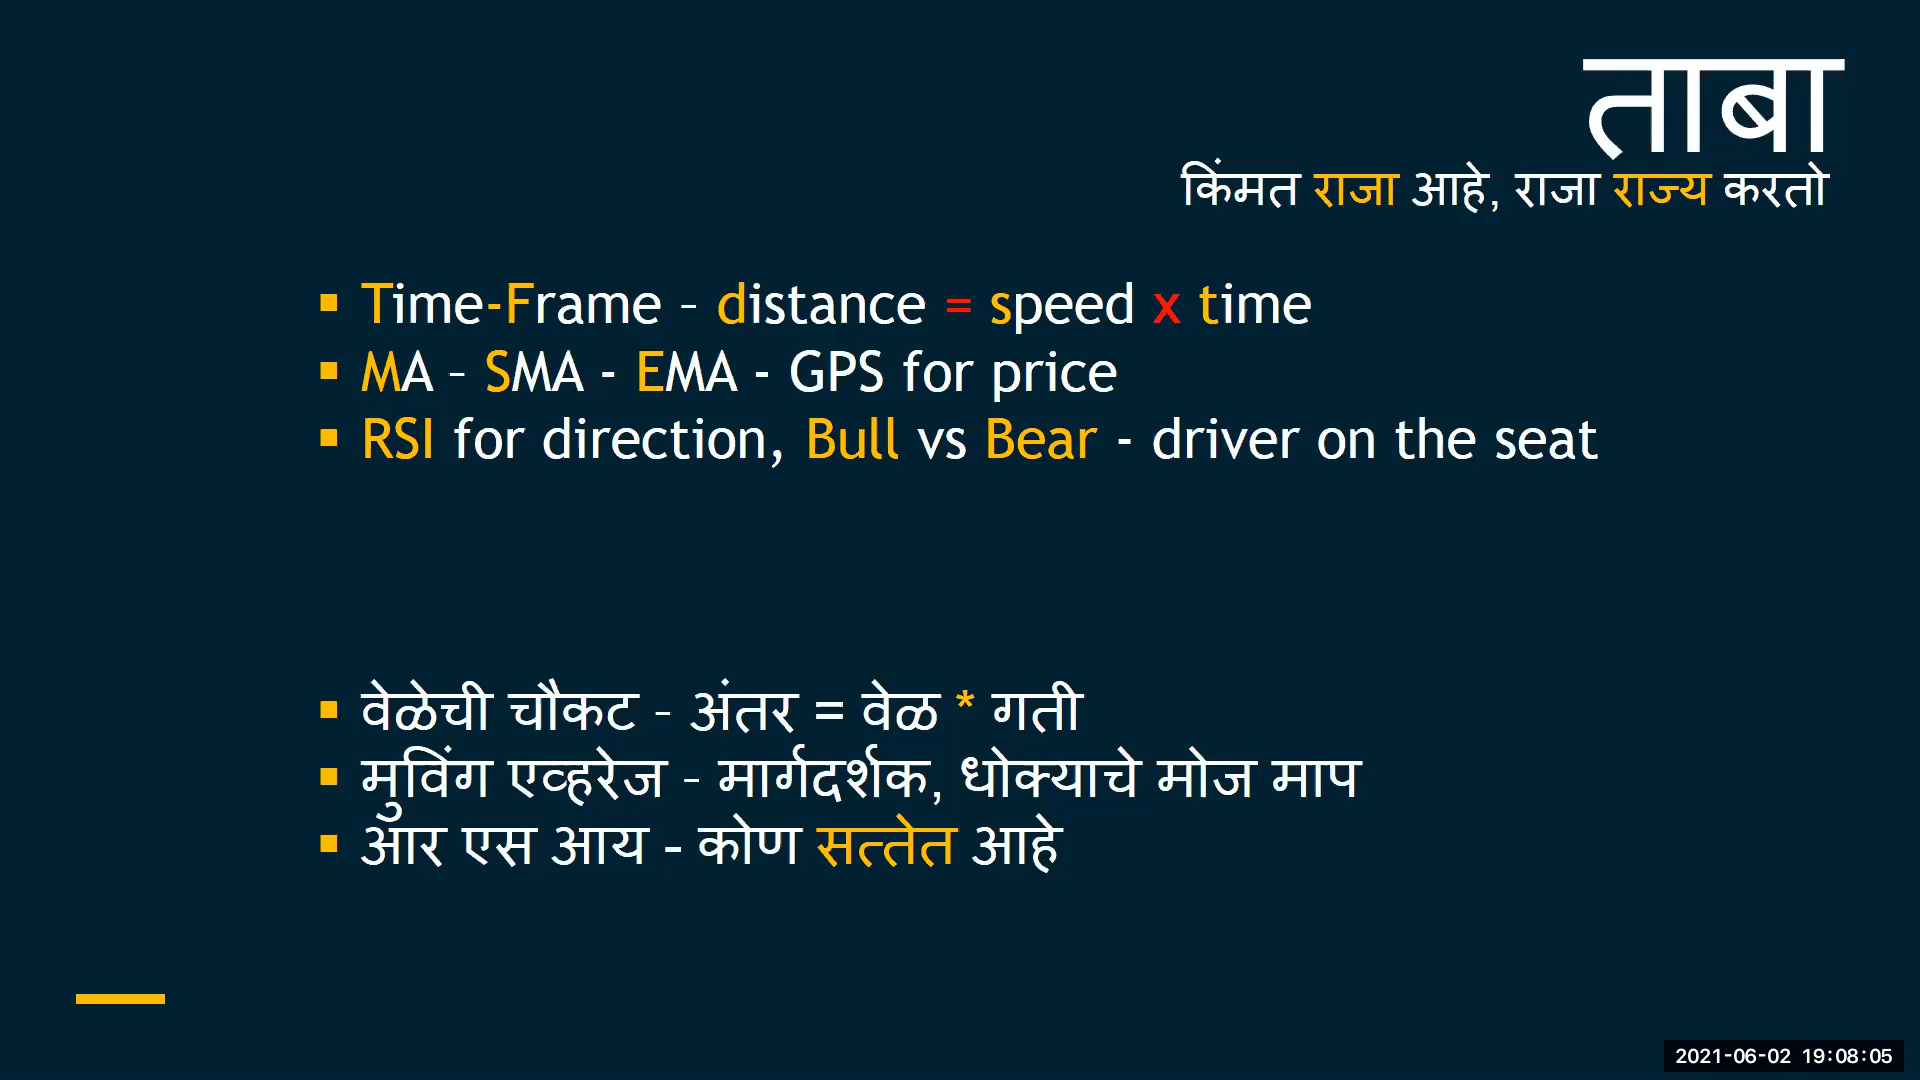 ताबा
किंमत राजा आहे, राजा राज्य करतो
Time-Frame – distance = speed x time
MA – SMA - EMA - GPS for price
RSI for direction, Bull vs Bear - driver on the seat
वेळेची चौकट - अंतर = वेळ * गती
मुविंग एव्हरेज - मार्गदर्शक, धोक्याचे मोज माप
आर एस आय - कोण सत्तेत आहे
2021-06-02 19:08:05